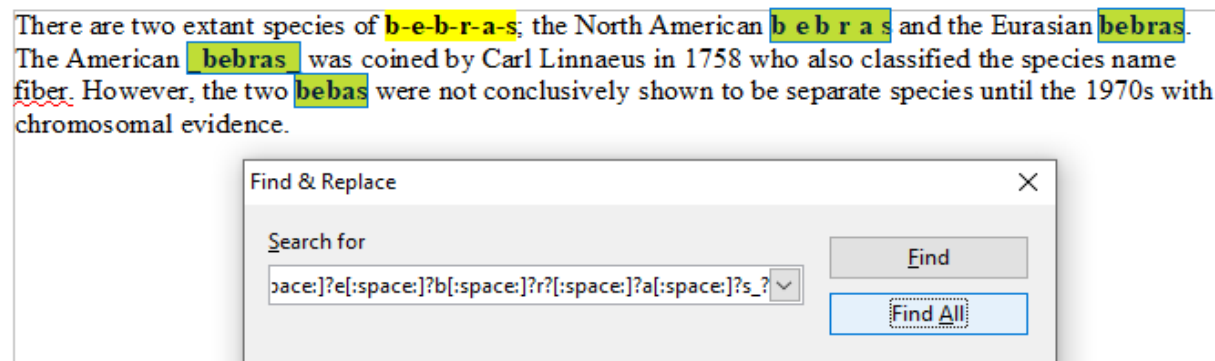 There are two extant species of b-e-b-r-a-s; the North American b e b r a s and the Eurasian bebras.
The American _bebras_ was coined by Carl Linnaeus in 1758 who also classified the species name
fiber. However, the two bebas were not conclusively shown to be separate species until the 1970s with
chromosomal evidence.
Find & Replace
Search for
pace:]?e[:space:]?b[:space:]?r?[:space:]?a[:space:]?s_?
Find
Find All